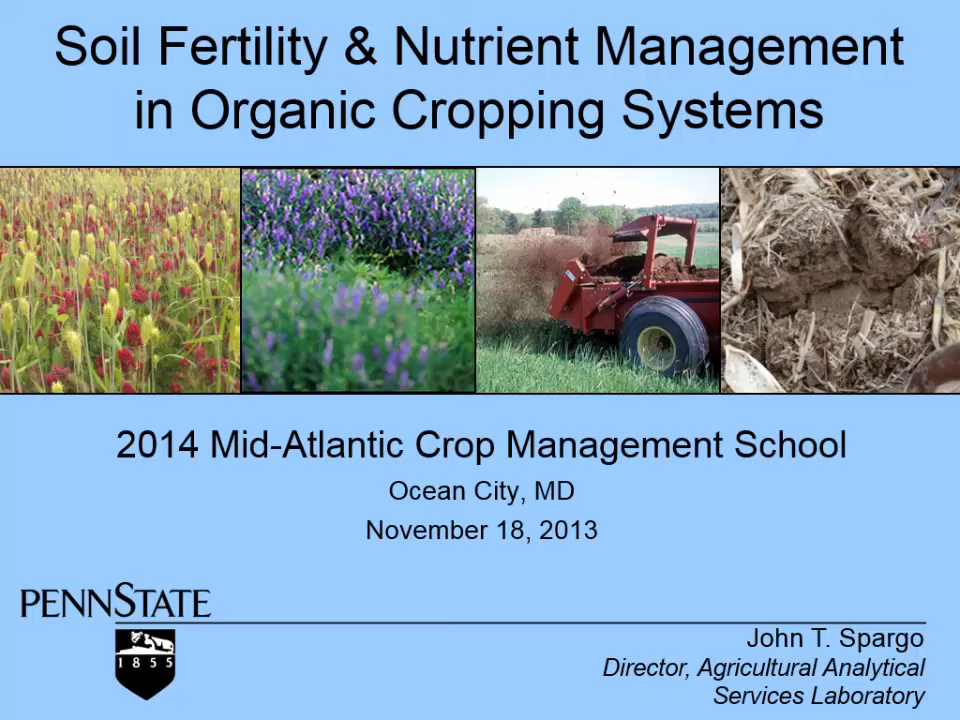 Soil Fertility & Nutrient Management
in Organic Cropping Systems
2014 Mid-Atlantic Crop Management School
Ocean City, MD
November 18, 2013
PENNSTATE
1855
John T. Spargo
Director, Agricultural Analytical
Services Laboratory